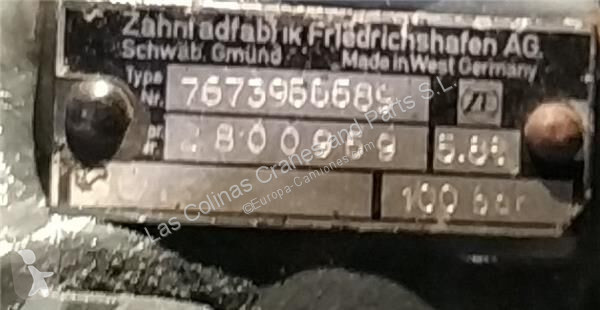 Zahnradfabrik Friedrichshafen AG.
Schwäb. Gmünd Made in West Germany
Type
Nr. 7673960689 ZF
2800959
100 bar
Las Colinas Cranes and Parts S.L.
©Europa-Camiones.com